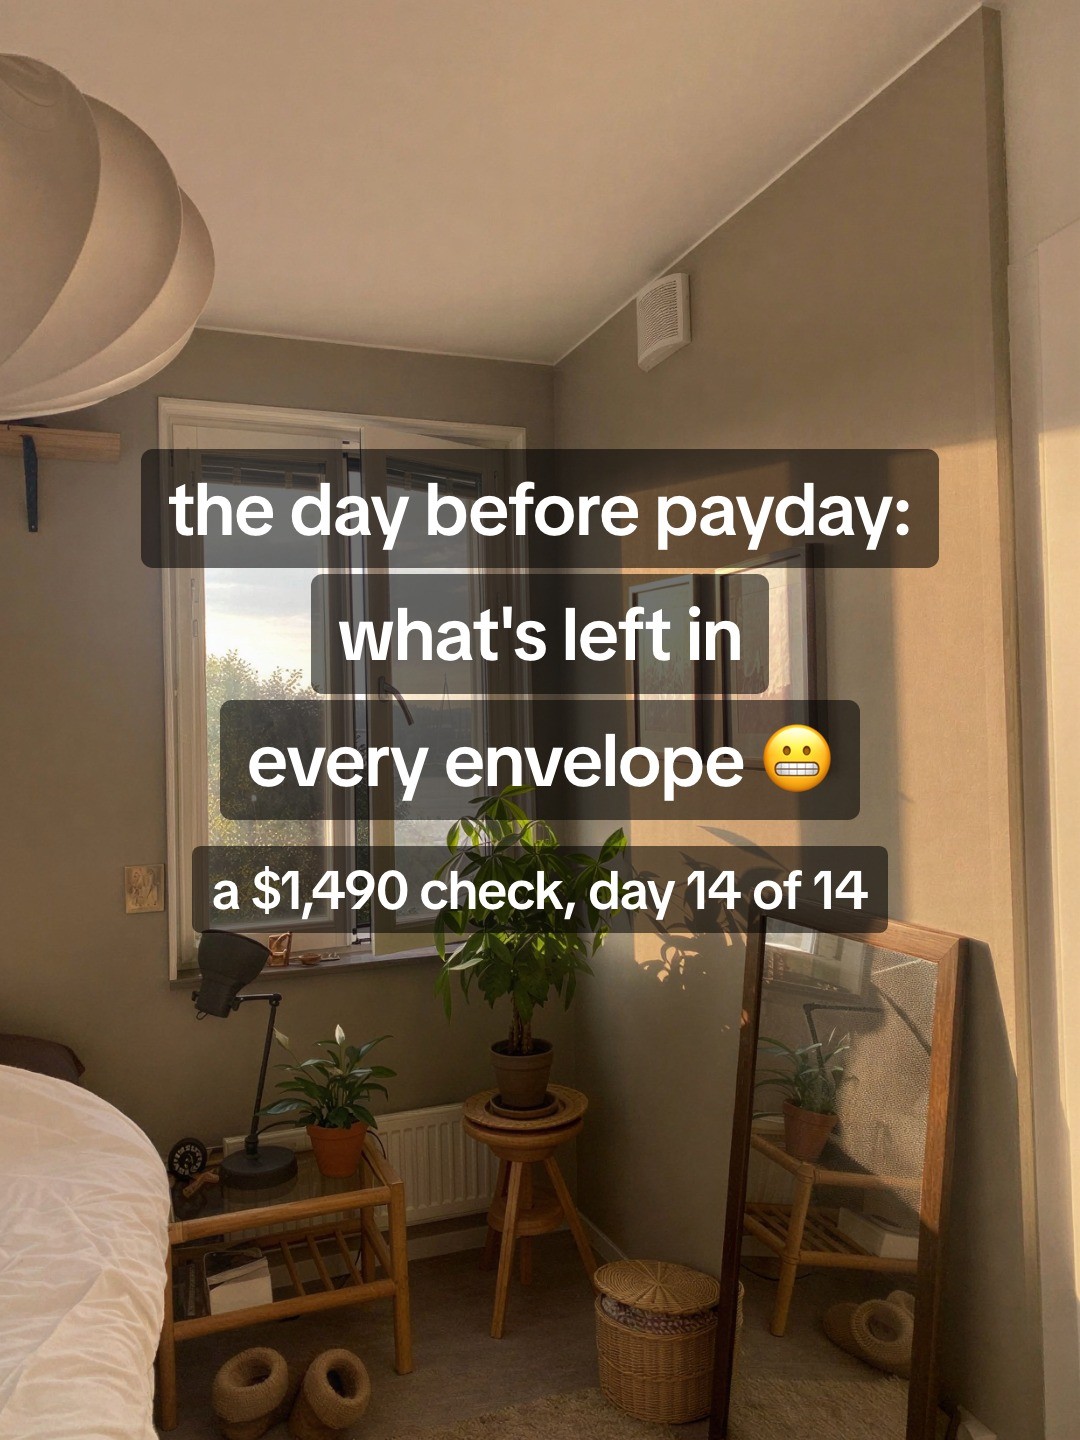 the day before payday:
what's left in
every envelope 😬
a $1,490 check, day 14 of 14